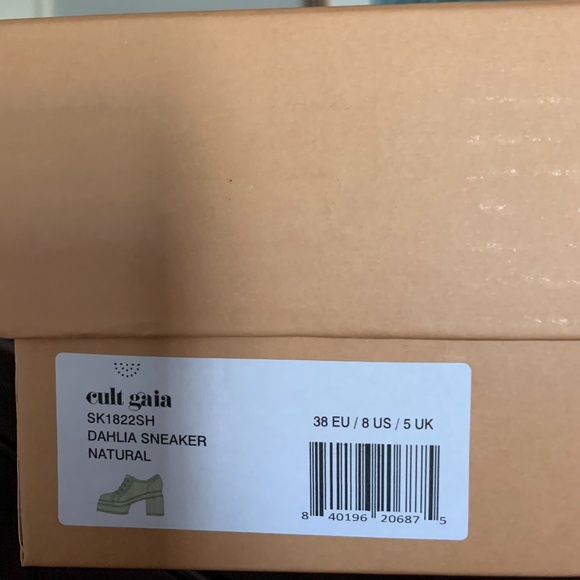 cult gaia
SK1822SH
DAHLIA SNEAKER
NATURAL
38 EU / 8 US / 5 UK
8 40196 20687 5